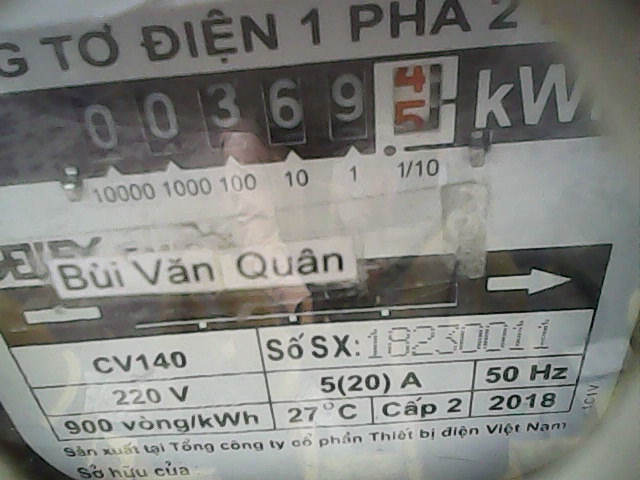 G TƠ ĐIỆN 1 PHA 2
0 0 3 6 9 4 5 kW
10000 1000 100 10 1 1/10
Bùi Văn Quân
CV140 Số SX: 18230011
220 V 5(20) A 50 Hz
900 vòng/kWh 27°C Cấp 2 2018
Sản xuất tại Tổng công ty cổ phần Thiết bị điện Việt Nam
Sở hữu của